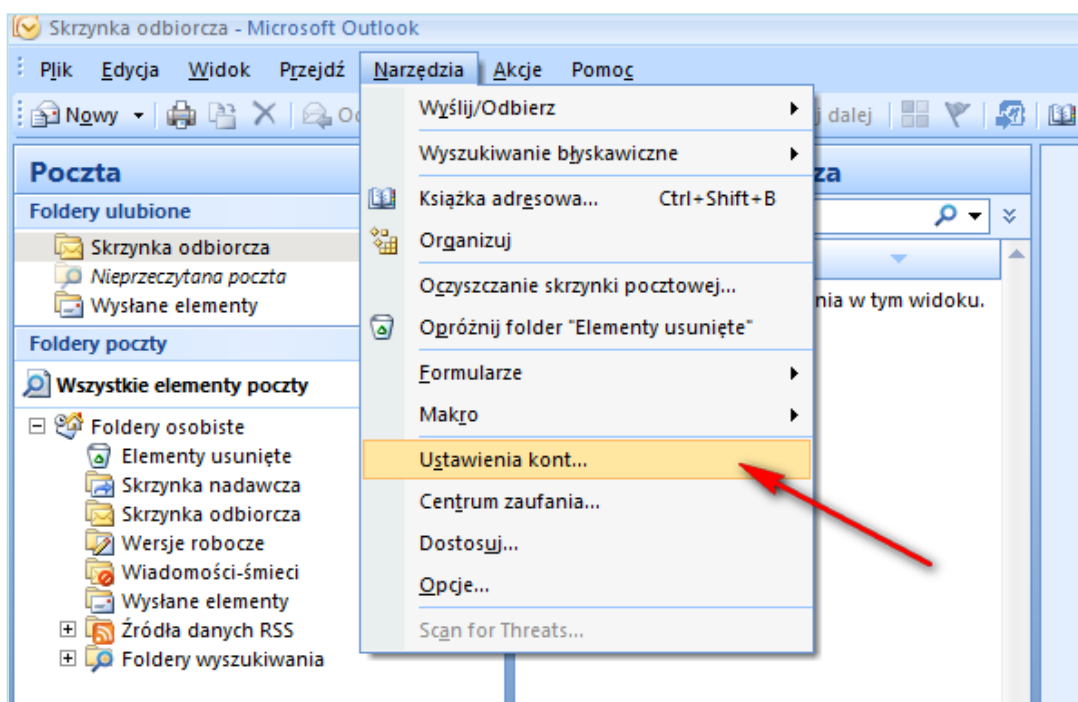 Skrzynka odbiorcza - Microsoft Outlook
Plik Edycja Widok Przejdź Narzędzia Akcje Pomoc
Nowy dalej
Poczta
Foldery ulubione
Skrzynka odbiorcza
Nieprzeczytana poczta
Wysłane elementy
Foldery poczty
Wszystkie elementy poczty
Foldery osobiste
Elementy usunięte
Skrzynka nadawcza
Skrzynka odbiorcza
Wersje robocze
Wiadomości-śmieci
Wysłane elementy
Źródła danych RSS
Foldery wyszukiwania
Wyślij/Odbierz
Wyszukiwanie błyskawiczne
Książka adresowa... Ctrl+Shift+B
Organizuj
Oczyszczanie skrzynki pocztowej...
Opróżnij folder "Elementy usunięte"
Formularze
Makro
Ustawienia kont...
Centrum zaufania...
Dostosuj...
Opcje...
Scan for Threats...
za
nia w tym widoku.